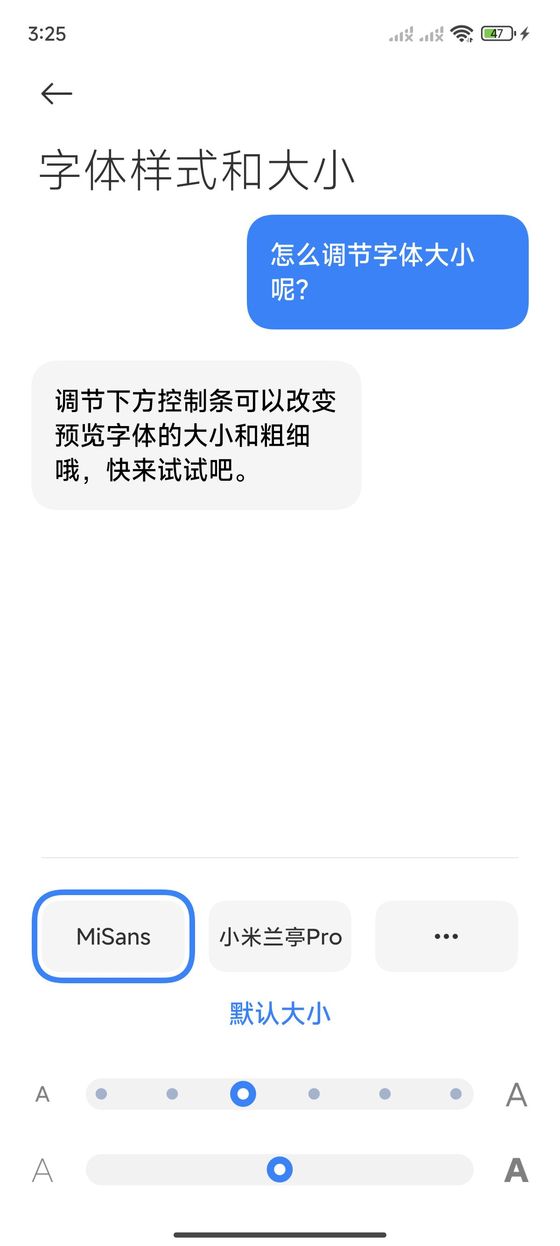 3:25
47
字体样式和大小
怎么调节字体大小
呢？
调节下方控制条可以改变
预览字体的大小和粗细
哦，快来试试吧。
MiSans
小米兰亭Pro
•••
默认大小
A
A
A
A